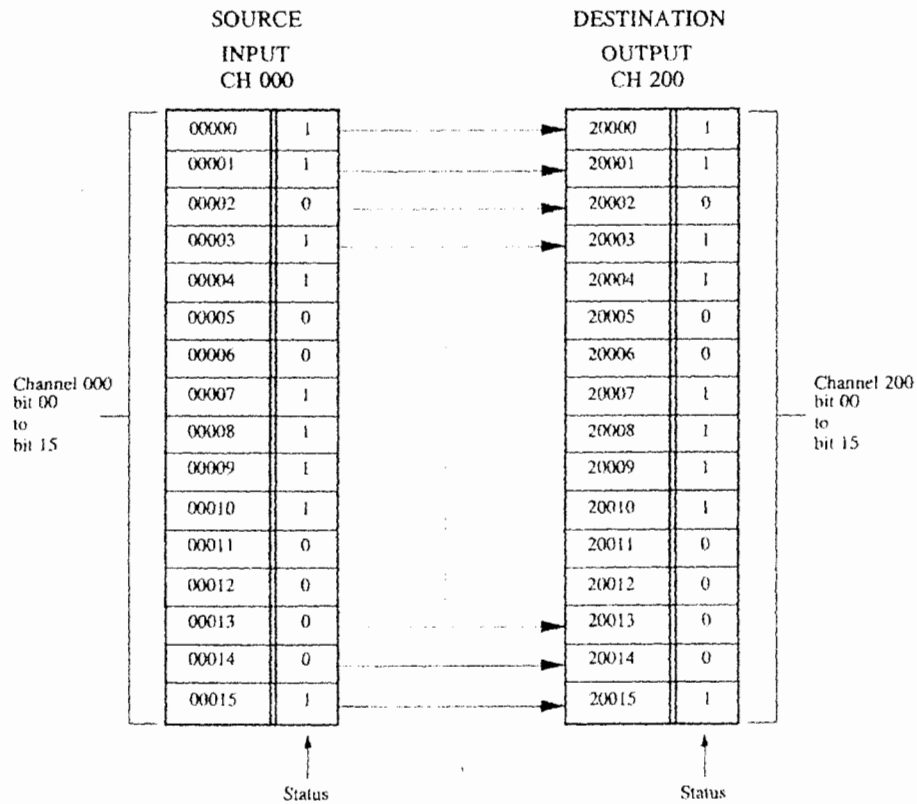 SOURCE
INPUT
CH 000
DESTINATION
OUTPUT
CH 200
00000 1 20000 1
00001 1 20001 1
00002 0 20002 0
00003 1 20003 1
00004 1 20004 1
00005 0 20005 0
00006 0 20006 0
00007 1 20007 1
00008 1 20008 1
00009 1 20009 1
00010 1 20010 1
00011 0 20011 0
00012 0 20012 0
00013 0 20013 0
00014 0 20014 0
00015 1 20015 1
Channel 000
bit 00
to
bit 15
Channel 200
bit 00
to
bit 15
Status
Status